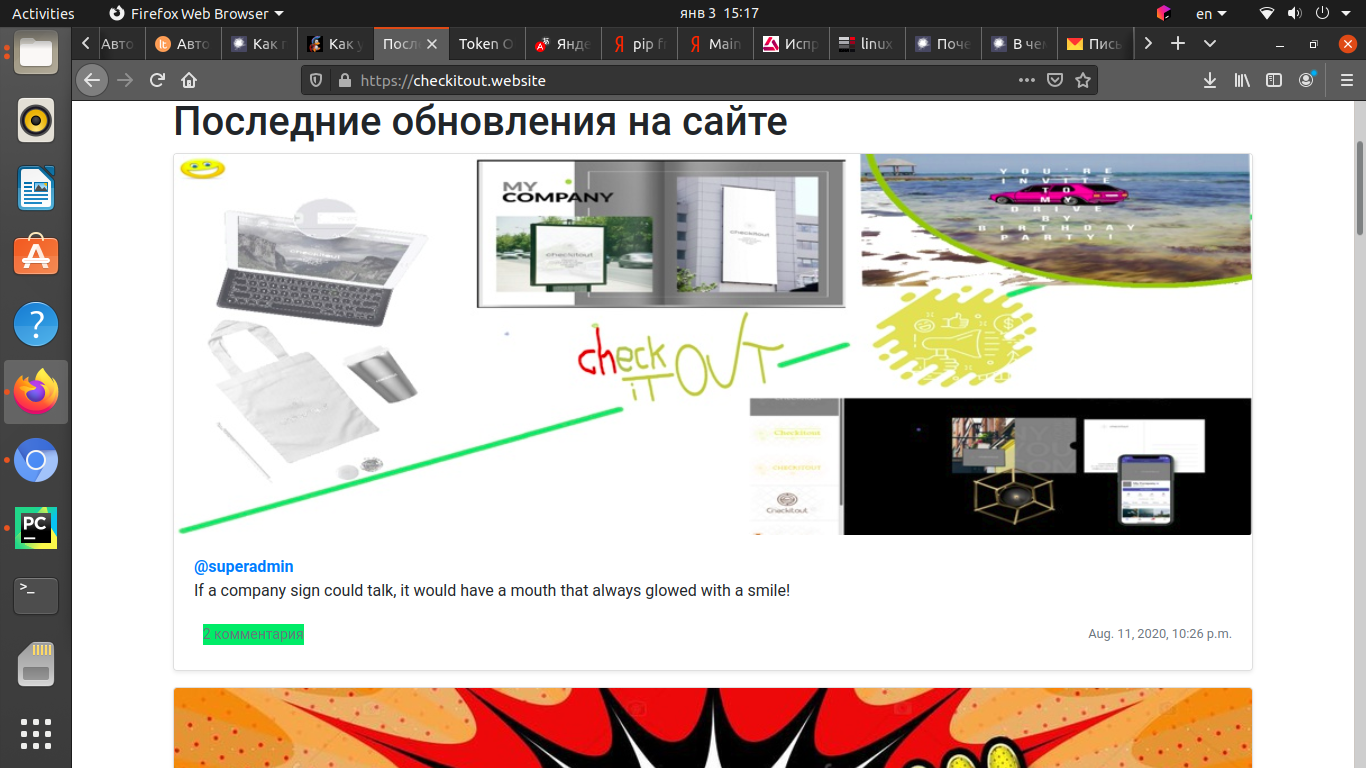 Activities
Firefox Web Browser
янв 3 15:17
en
Авто
Авто
Как
Как
Посл
Token O
Янде
pip f
Main
Испр
linux
Поче
В че
Пись
https://checkitout.website
Последние обновления на сайте
MY
COMPANY
checkitout
checkitout
YOU'RE
INVITE
TO
MY
DRIVE
BY
BIRTHDAY
PARTY!
check
iT OUT
Checkitout
CHECKITOUT
Checkitout
PC
>_
@superadmin
If a company sign could talk, it would have a mouth that always glowed with a smile!
2 комментария
Aug. 11, 2020, 10:26 p.m.